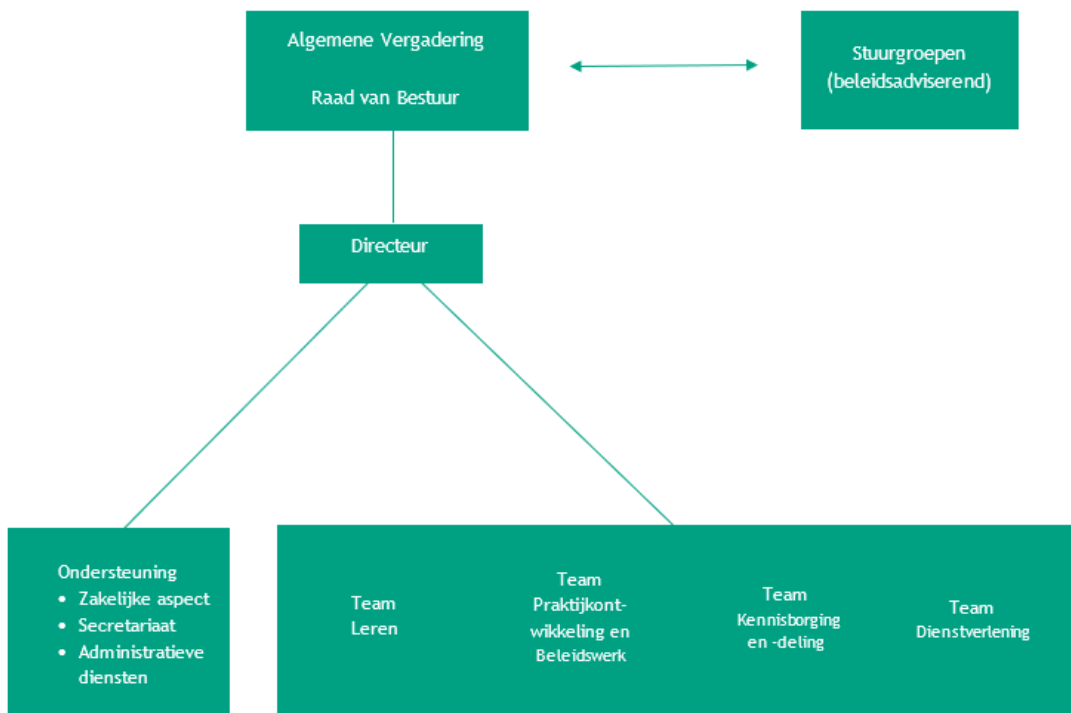 Algemene Vergadering
Raad van Bestuur
Stuurgroepen
(beleidsadviserend)
Directeur
Ondersteuning
• Zakelijke aspect
• Secretariaat
• Administratieve
diensten
Team
Leren
Team
Praktijkont-
wikkeling en
Beleidswerk
Team
Kennisborging
en -deling
Team
Dienstverlening